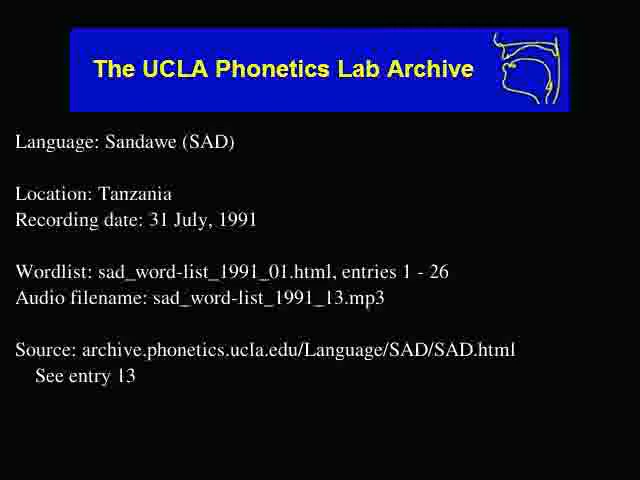 The UCLA Phonetics Lab Archive
Language: Sandawe (SAD)
Location: Tanzania
Recording date: 31 July, 1991
Wordlist: sad_word-list_1991_01.html, entries 1 - 26
Audio filename: sad_word-list_1991_13.mp3
Source: archive.phonetics.ucla.edu/Language/SAD/SAD.html
See entry 13